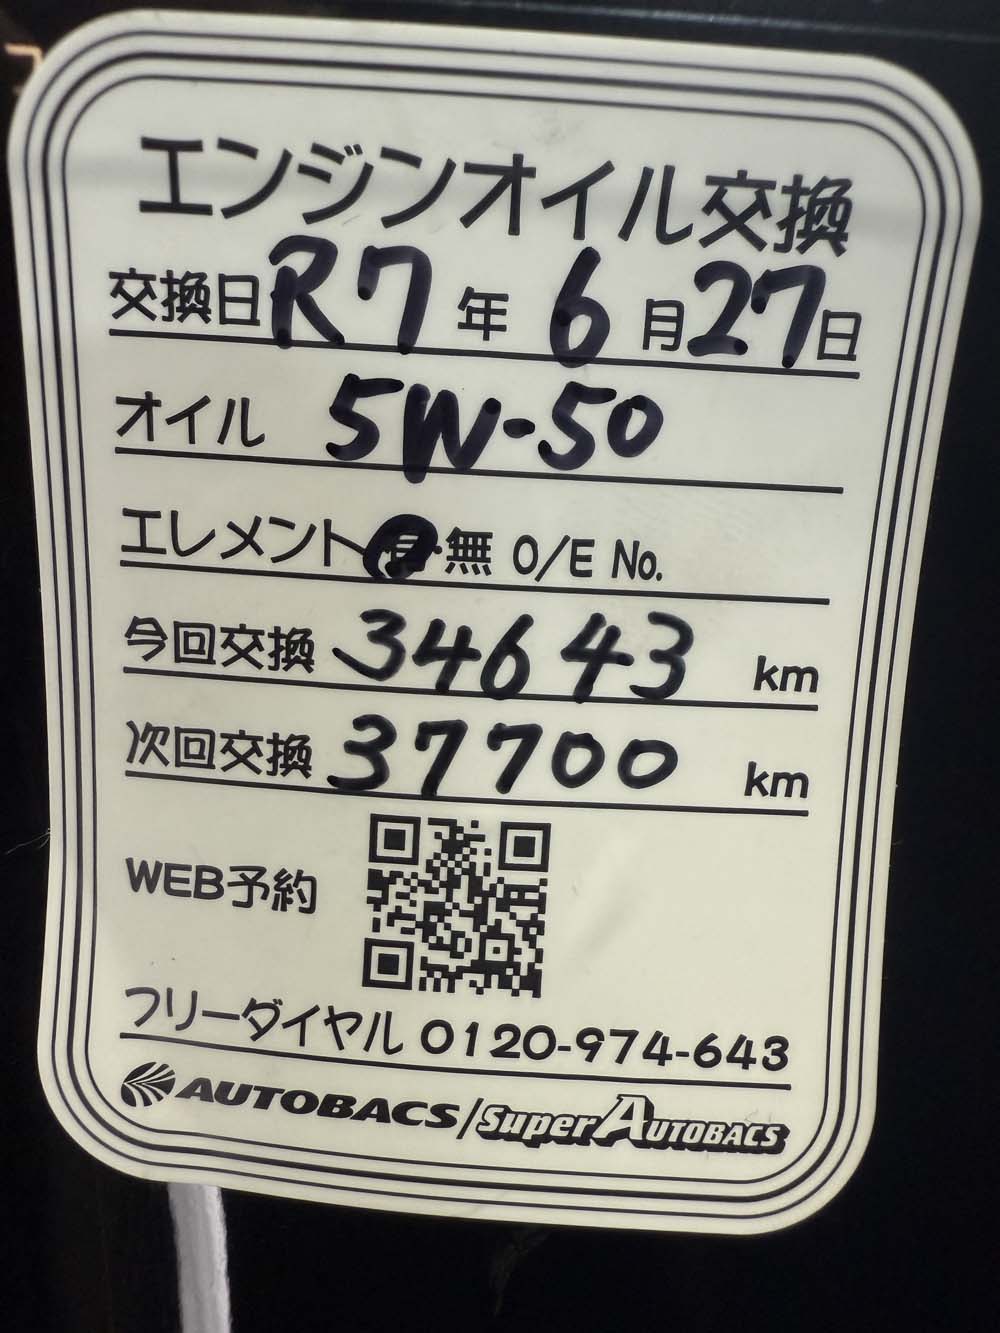 エンジンオイル交換
交換日 R7 年 6 月 27 日
オイル 5W-50
エレメント 有・無 O/E No.
今回交換 34643 km
次回交換 37700 km
WEB予約
フリーダイヤル 0120-974-643
AUTOBACS/Super AUTOBACS